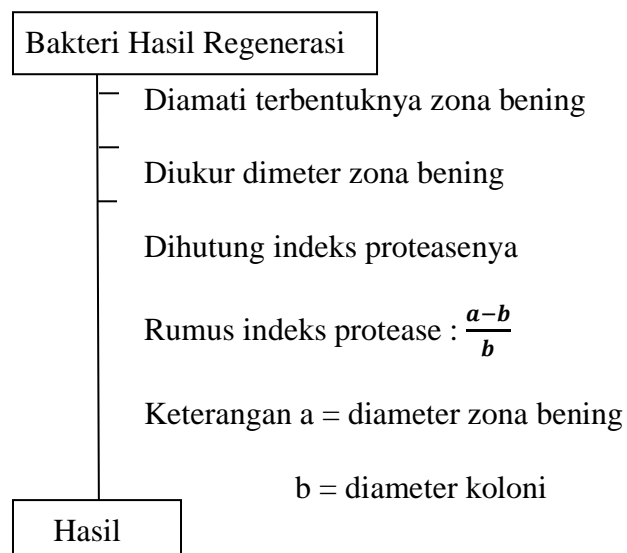 Bakteri Hasil Regenerasi
Diamati terbentuknya zona bening
Diukur dimeter zona bening
Dihutung indeks proteasenya
Rumus indeks protease : \frac{a-b}{b}
Keterangan a = diameter zona bening
b = diameter koloni
Hasil